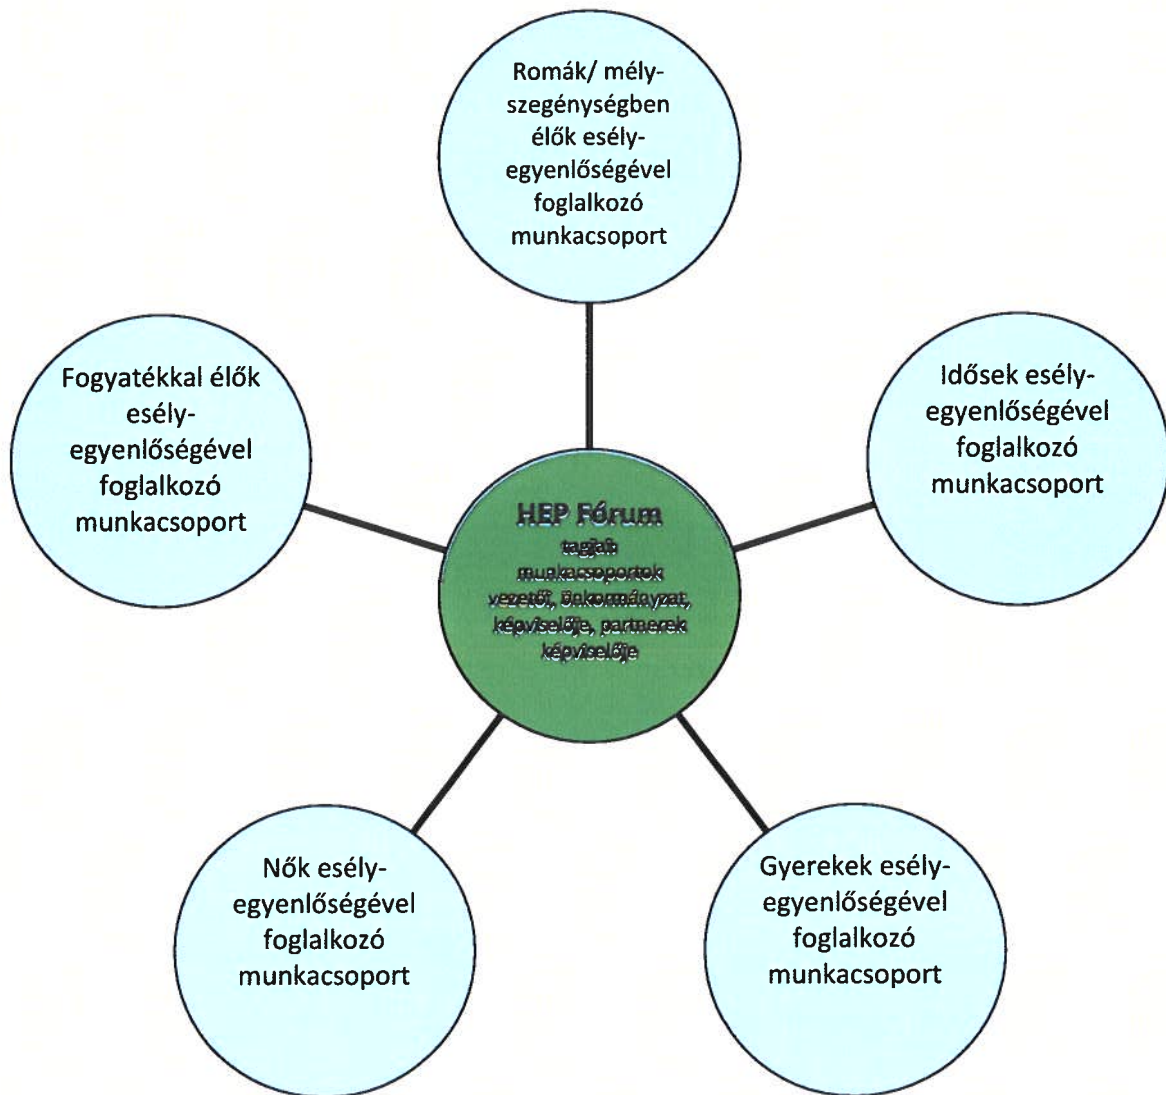 Romák/ mély-
szegénységben
élők esély-
egyenlőségével
foglalkozó
munkacsoport
Fogyatékkal élők
esély-
egyenlőségével
foglalkozó
munkacsoport
Idősek esély-
egyenlőségével
foglalkozó
munkacsoport
HEP Fórum
tagjai:
munkacsoportok
vezetői, önkormányzat,
képviselője, partnerek
képviselője
Nők esély-
egyenlőségével
foglalkozó
munkacsoport
Gyerekek esély-
egyenlőségével
foglalkozó
munkacsoport